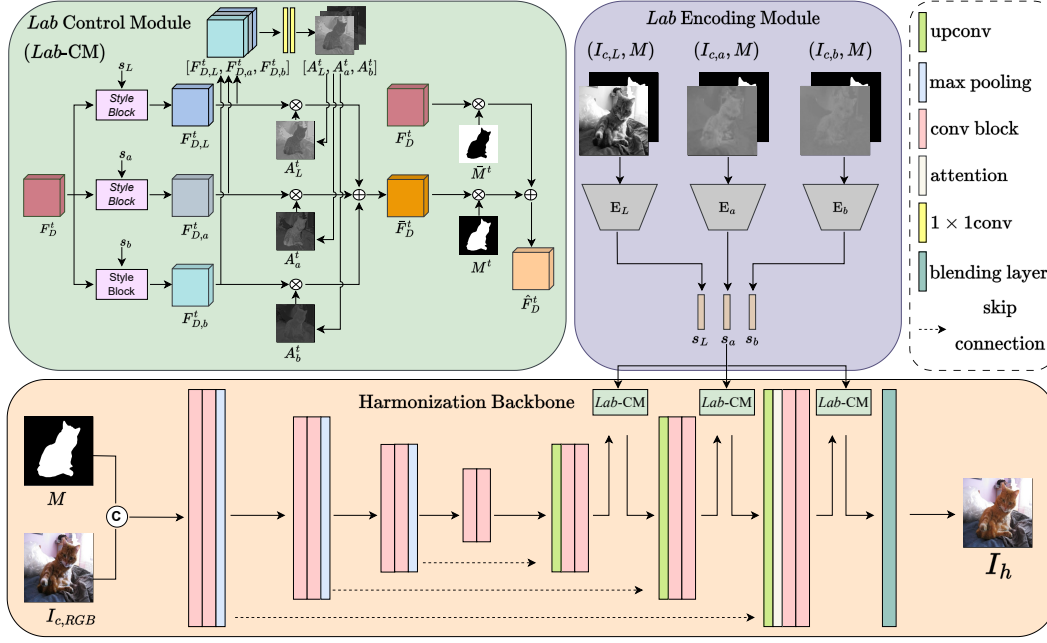 Lab Control Module
(Lab-CM)
[F^t_{D,L}, F^t_{D,a}, F^t_{D,b}]
[A^t_L, A^t_a, A^t_b]
s_L
Style
Block
F^t_{D,L}
A^t_L
F^t_D
M̄^t
s_a
Style
Block
F^t_D
F^t_{D,a}
A^t_a
F̄^t_D
M^t
s_b
Style
Block
F^t_{D,b}
A^t_b
F̂^t_D
Lab Encoding Module
(I_{c,L}, M)
(I_{c,a}, M)
(I_{c,b}, M)
E_L
E_a
E_b
s_L
s_a
s_b
upconv
max pooling
conv block
attention
1 × 1conv
blending layer
skip
connection
Harmonization Backbone
Lab-CM
Lab-CM
Lab-CM
M
C
I_{c,RGB}
I_h